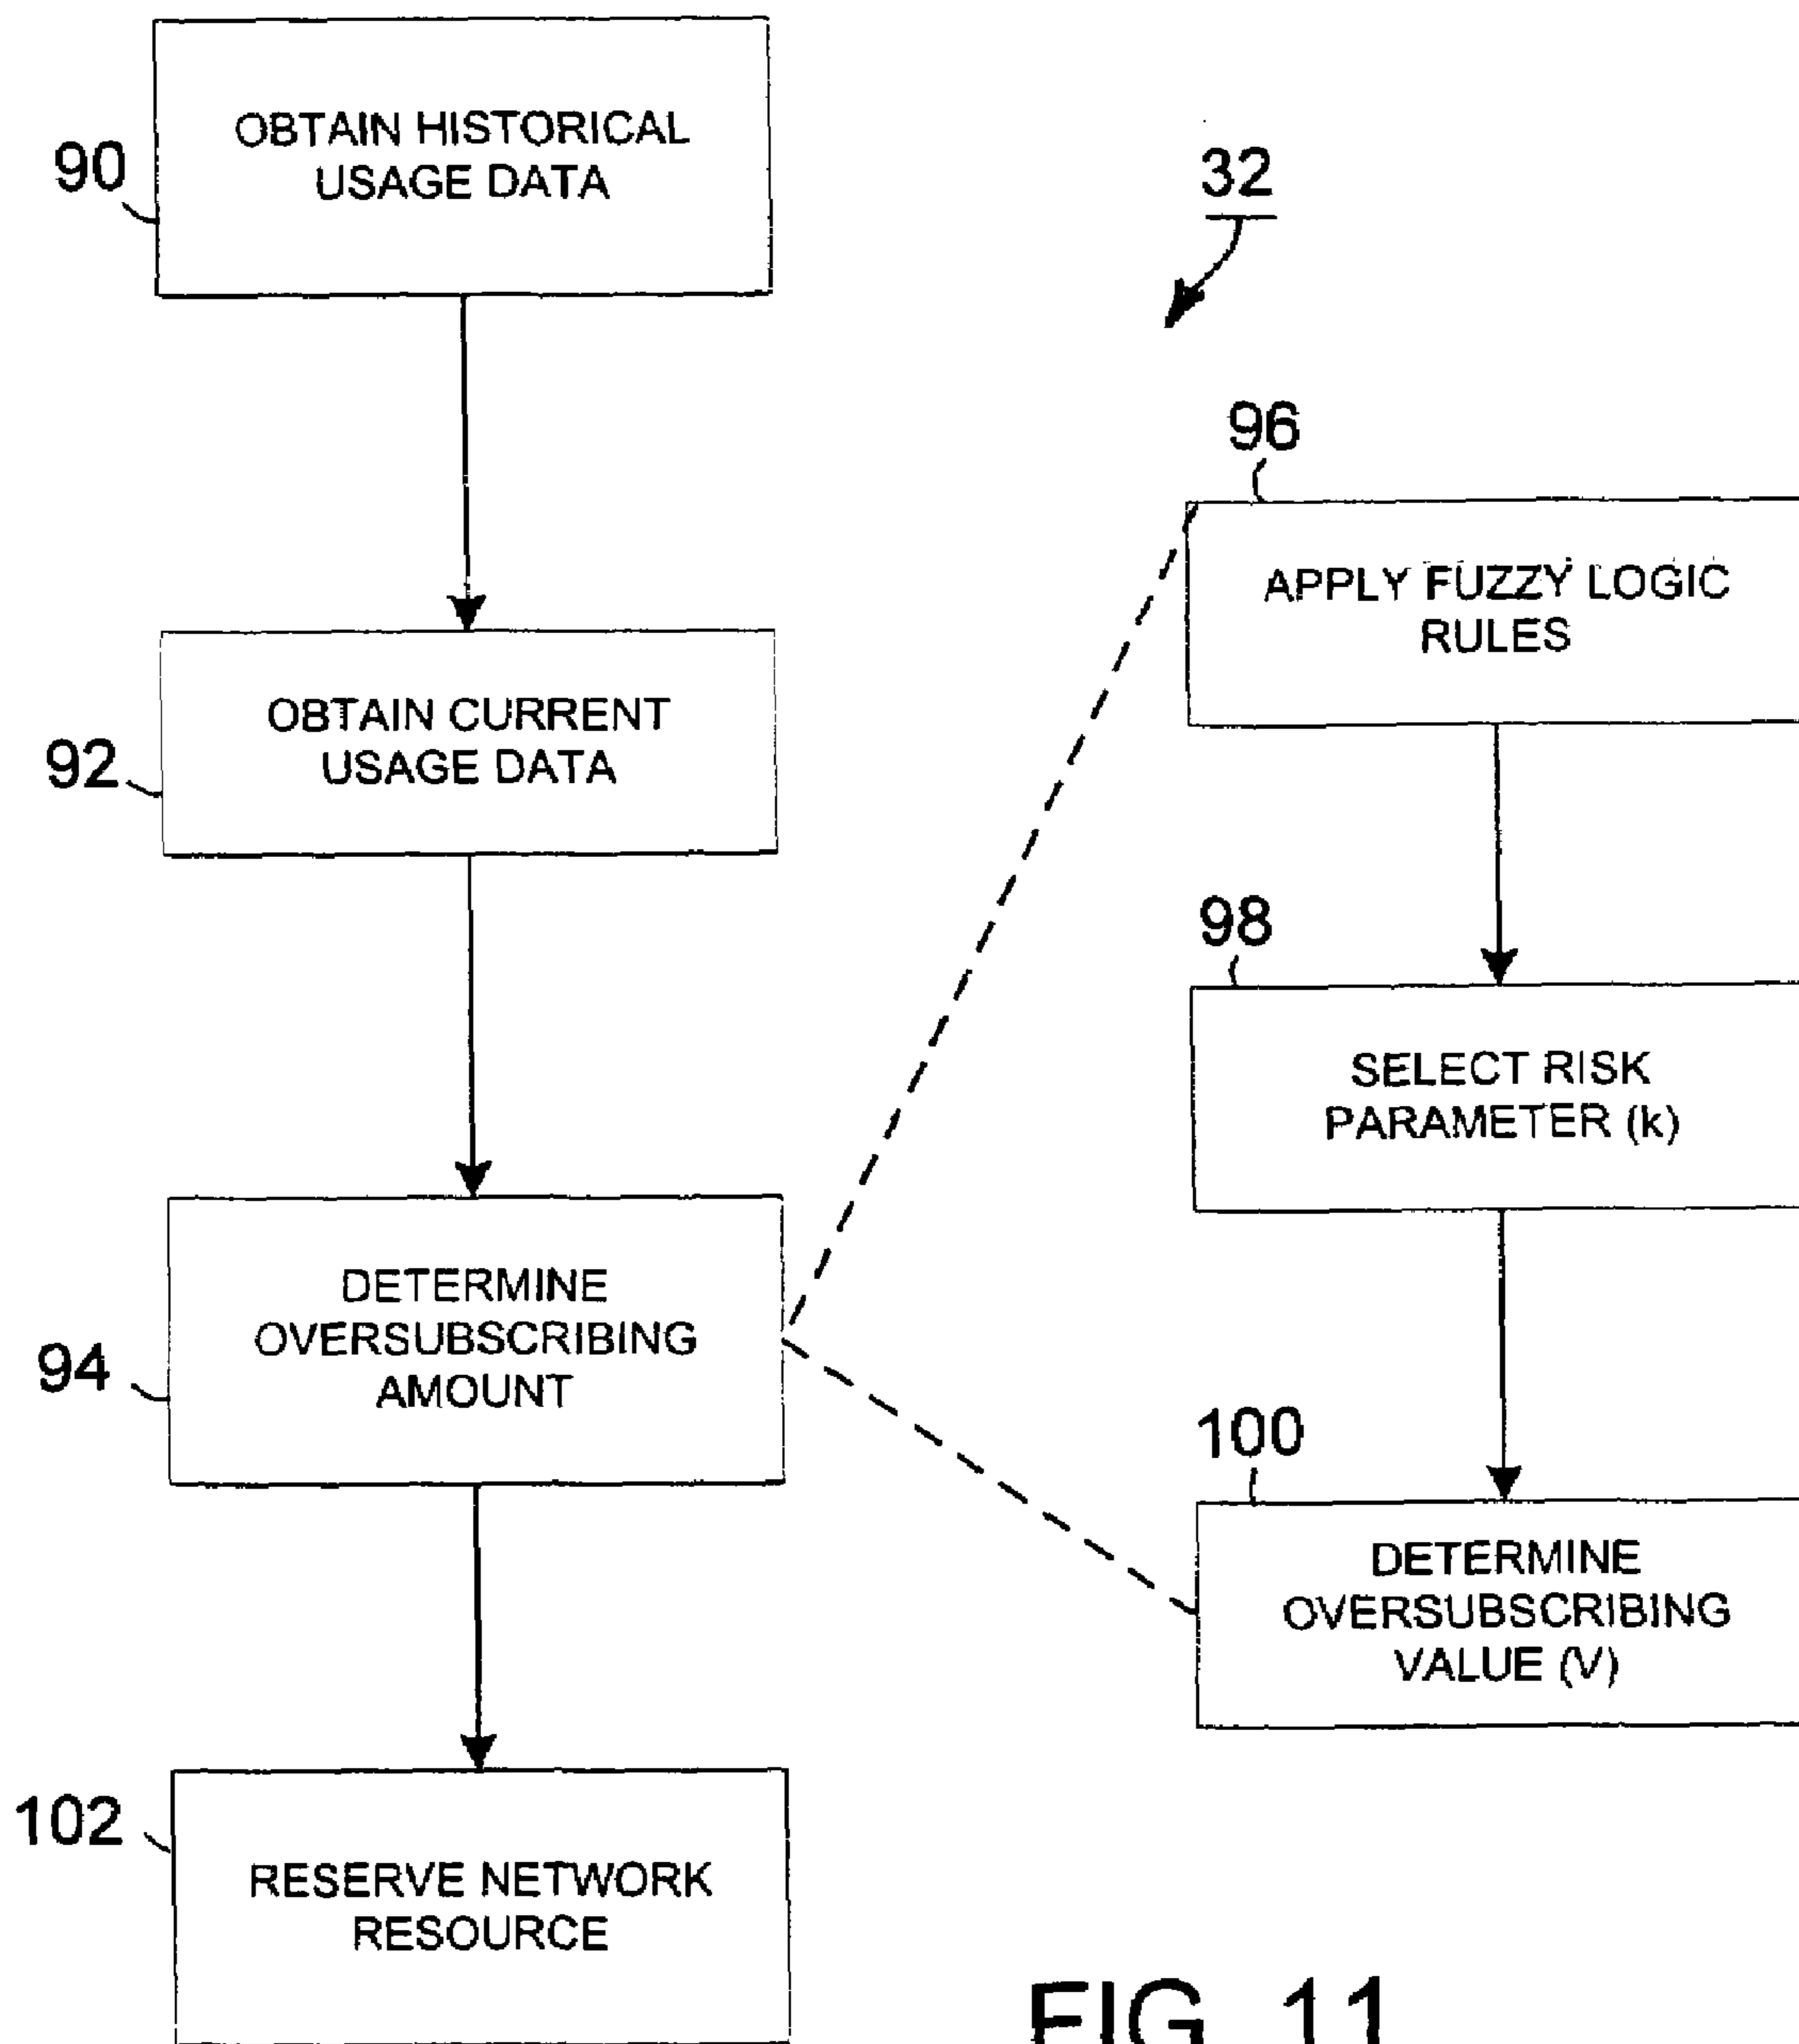 90
OBTAIN HISTORICAL
USAGE DATA
92
OBTAIN CURRENT
USAGE DATA
94
DETERMINE
OVERSUBSCRIBING
AMOUNT
102
RESERVE NETWORK
RESOURCE
32
96
APPLY FUZZY LOGIC
RULES
98
SELECT RISK
PARAMETER (k)
100
DETERMINE
OVERSUBSCRIBING
VALUE (V)
FIG. 11